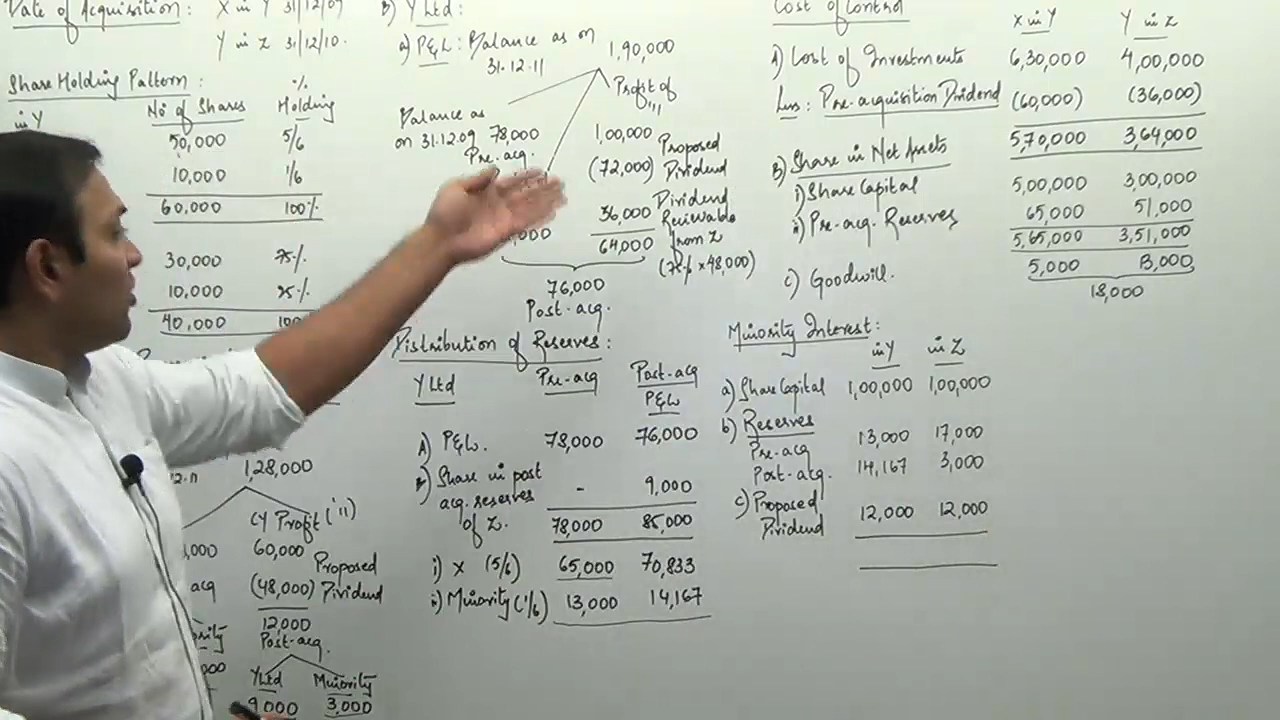 Date of Acquisition : X in Y 31/12/09
Y in Z 31/12/10.
Share Holding Pattern :
in Y No of Shares % Holding
50,000 5/6
10,000 1/6
60,000 100%
30,000 75%
10,000 25%
40,000
1,28,000
CY Profit ('11)
60,000
(48,000) Proposed Dividend
12,000
Post-acq.
Y Ltd Minority
9,000 3,000
B) Y Ltd :
a) P&L : Balance as on 31.12.11 1,90,000
Profit of '11
Balance as on 31.12.09 78,000
Pre-acq.
1,00,000
(72,000) Proposed Dividend
36,000 Dividend Receivable from Z
64,000 (75% x 48,000)
76,000
Post-acq.
Distribution of Reserves :
Y Ltd Pre-acq Post-acq
P&L
A) P&L. 78,000 76,000
B) Share in post acq. reserves of Z. - 9,000
78,000 85,000
i) X (5/6) 65,000 70,833
ii) Minority (1/6) 13,000 14,167
Cost of Control
X in Y Y in Z
A) Cost of Investments 6,30,000 4,00,000
Less : Pre-acquisition Dividend (60,000) (36,000)
5,70,000 3,64,000
B) Share in Net Assets
i) Share Capital 5,00,000 3,00,000
ii) Pre-acq. Reserves 65,000 51,000
5,65,000 3,51,000
C) Goodwill. 5,000 13,000
18,000
Minority Interest :
in Y in Z
a) Share Capital 1,00,000 1,00,000
b) Reserves
Pre-acq 13,000 17,000
Post-acq. 14,167 3,000
c) Proposed Dividend 12,000 12,000